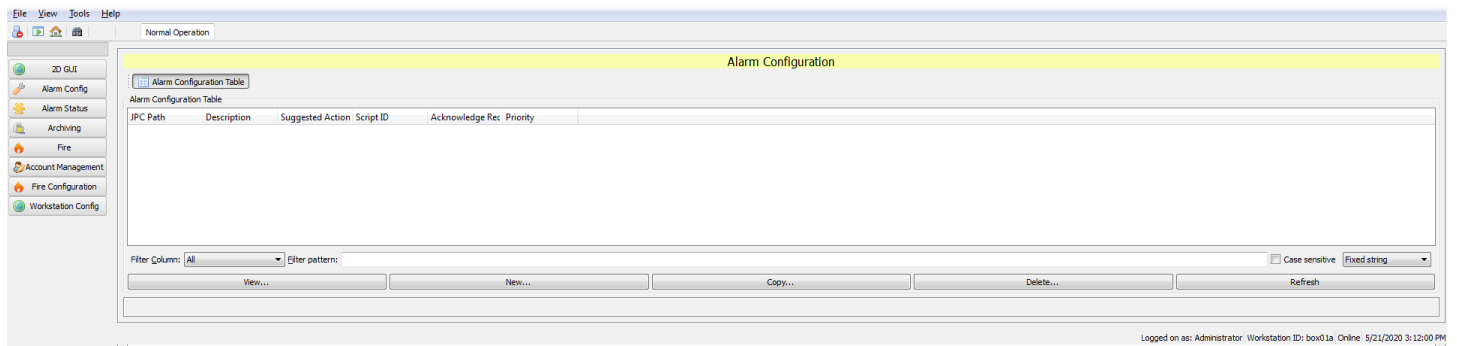 File View Tools Help
Normal Operation
2D GUI
Alarm Config
Alarm Status
Archiving
Fire
Account Management
Fire Configuration
Workstation Config
Alarm Configuration
Alarm Configuration Table
Alarm Configuration Table
JPC Path Description Suggested Action Script ID Acknowledge Rec Priority
Filter Column: All Filter pattern: Case sensitive Fixed string
View... New... Copy... Delete... Refresh
Logged on as: Administrator Workstation ID: box01a Online 5/21/2020 3:12:00 PM